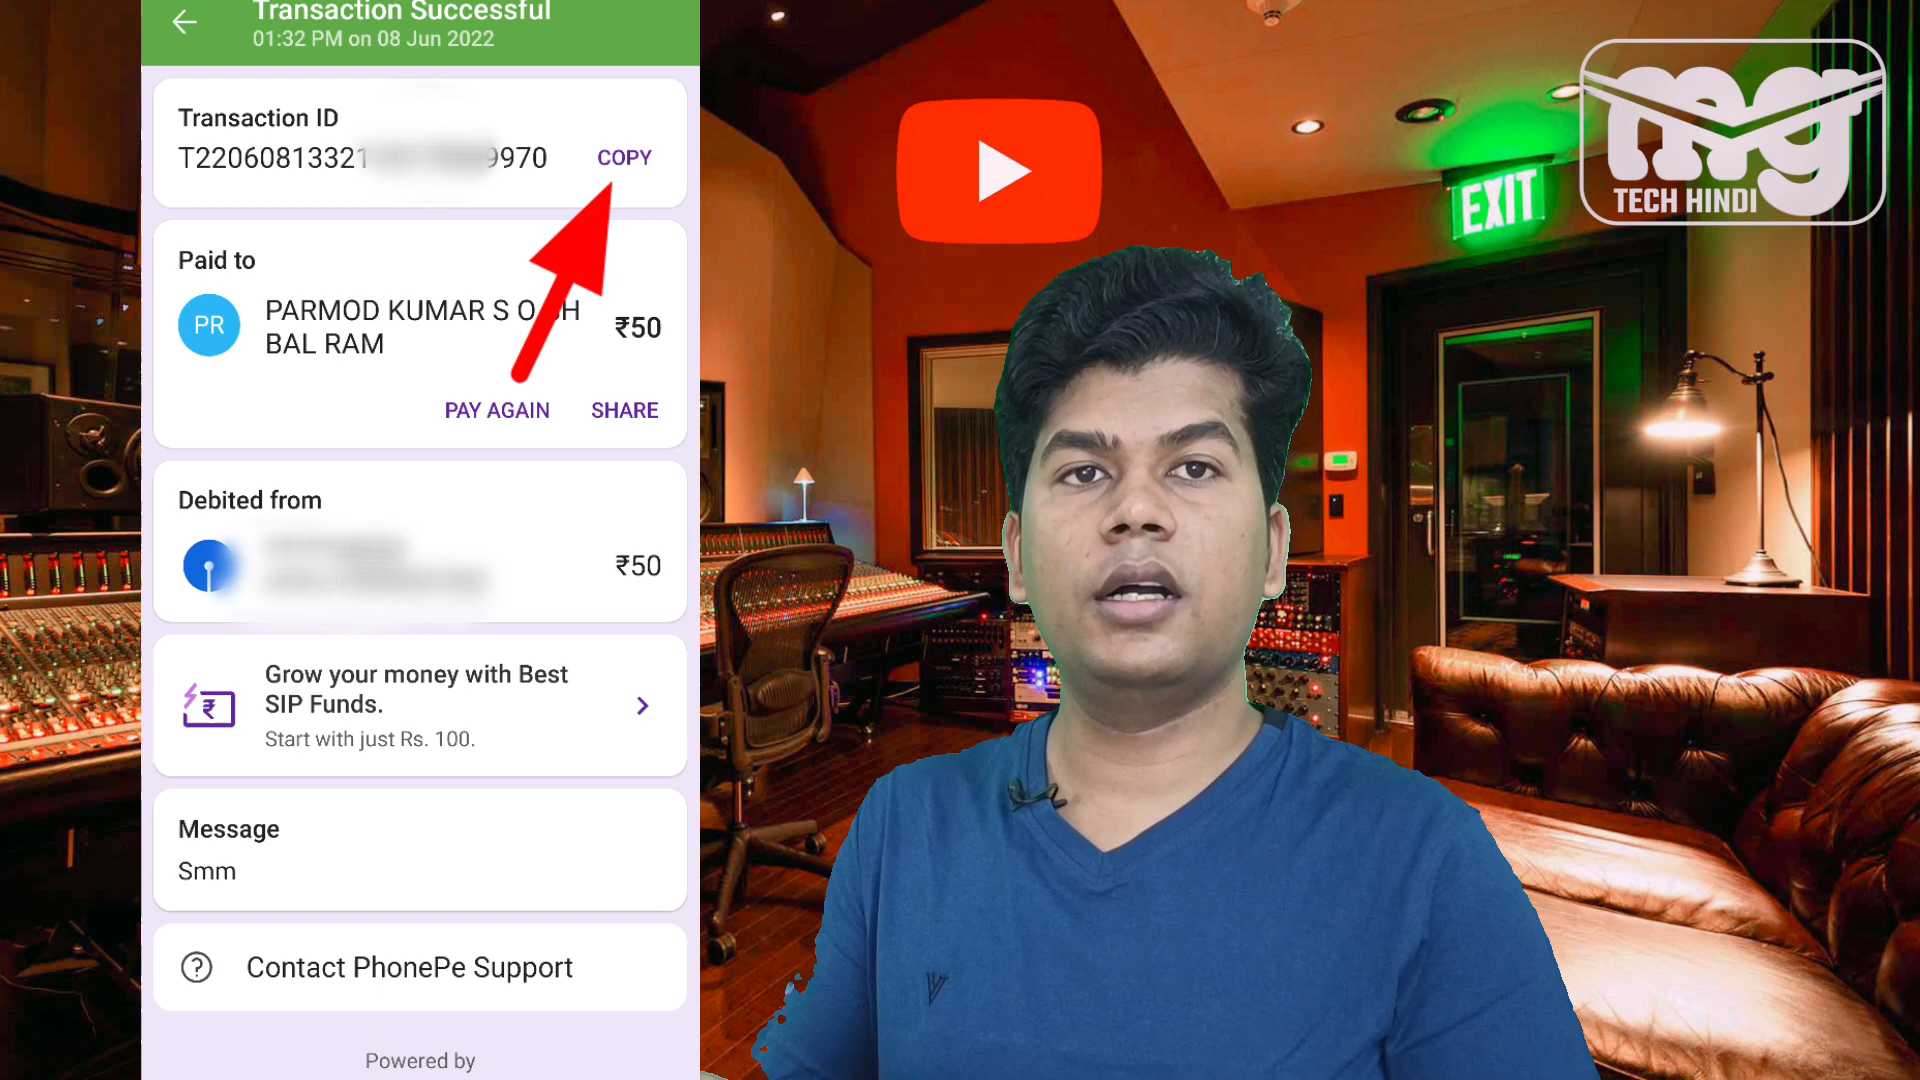 Transaction Successful
01:32 PM on 08 Jun 2022
Transaction ID
COPY
Paid to
PR
PARMOD KUMAR S O
BAL RAM
₹50
PAY AGAIN
SHARE
Debited from
₹50
Grow your money with Best
SIP Funds.
Start with just Rs. 100.
Message
Smm
Contact PhonePe Support
Powered by
EXIT
mg
TECH HINDI